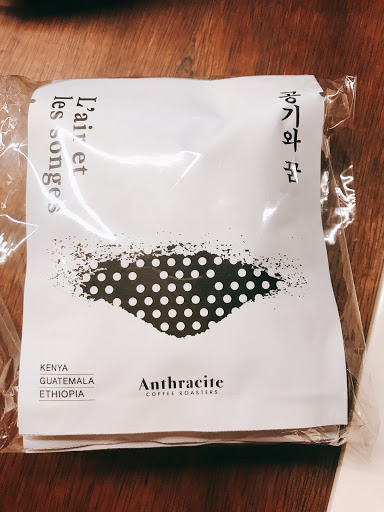 L'air et
les songes
공기와 꿈
KENYA
GUATEMALA
ETHIOPIA
Anthracite
COFFEE ROASTERS